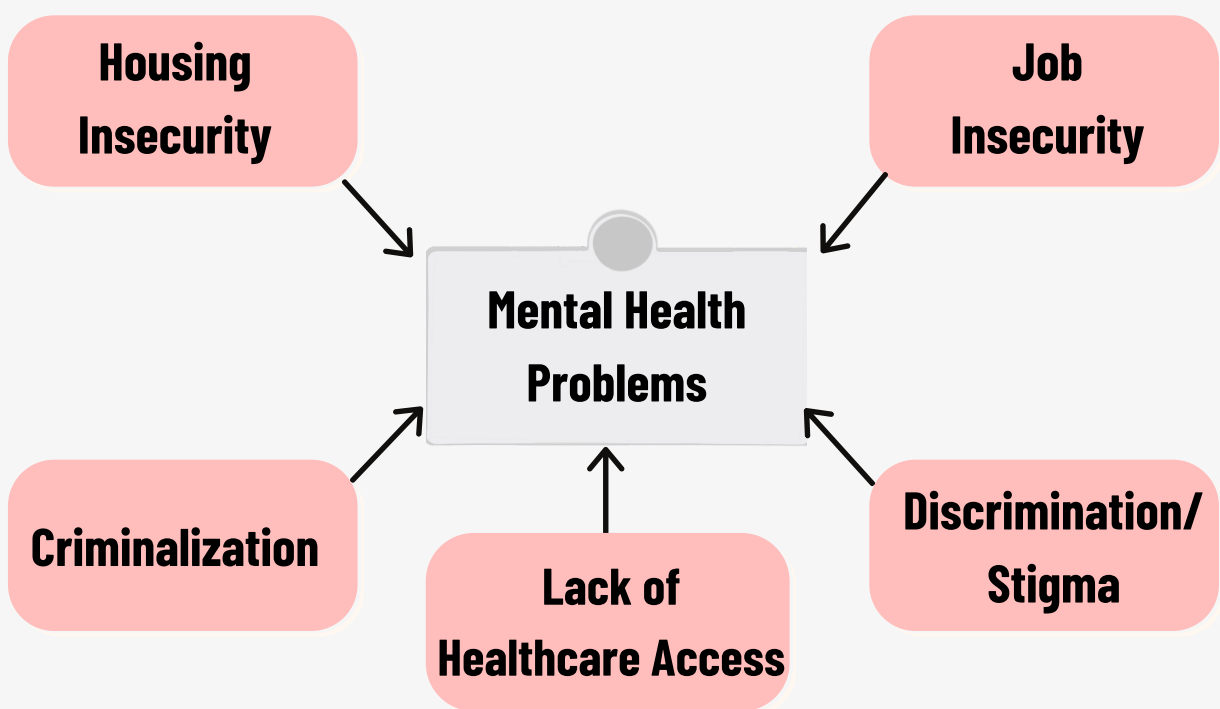 Housing
Insecurity
Job
Insecurity
Mental Health
Problems
Criminalization
Lack of
Healthcare Access
Discrimination/
Stigma